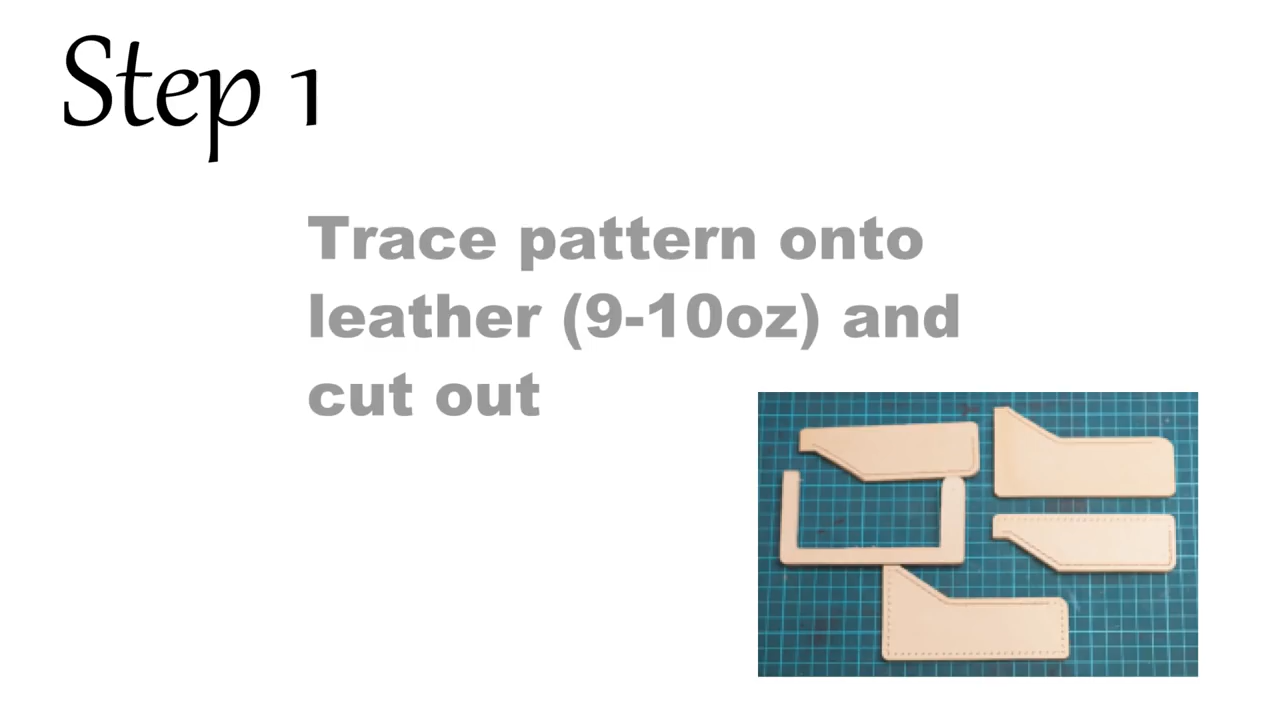 Step 1
Trace pattern onto
leather (9-10oz) and
cut out